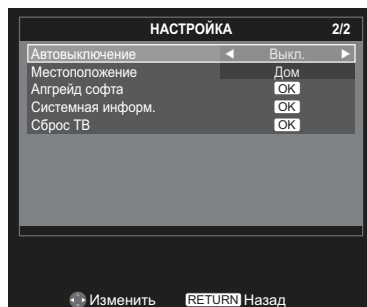 НАСТРОЙКА 2/2
Автовыключение Выкл.
Местоположение Дом
Апгрейд софта OK
Системная информ. OK
Сброс ТВ OK
Изменить RETURN Назад